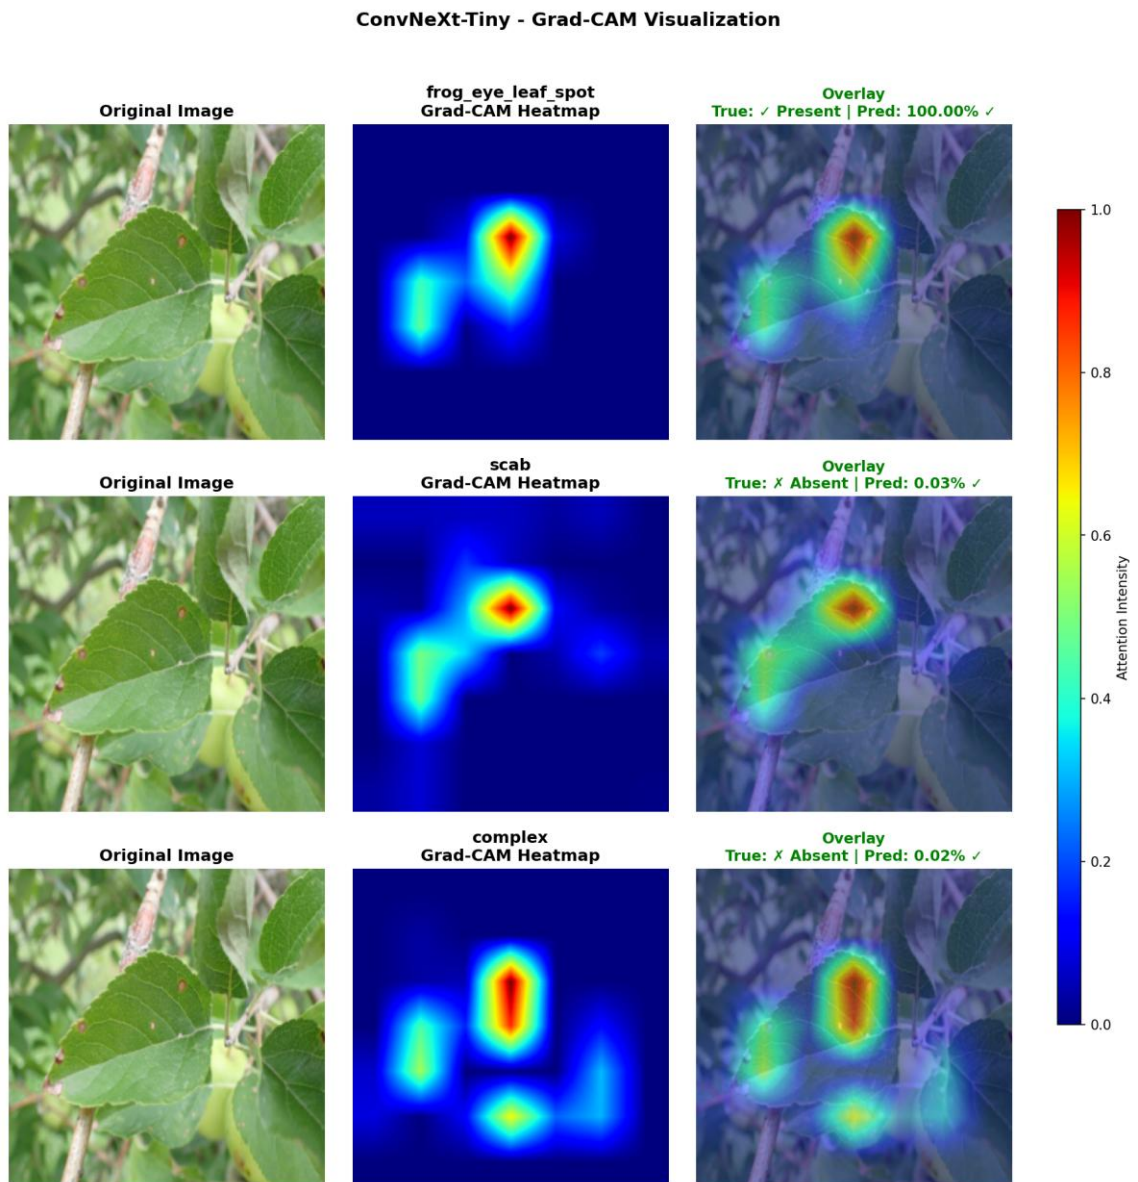 ConvNeXt-Tiny - Grad-CAM Visualization
Original Image
frog_eye_leaf_spot
Grad-CAM Heatmap
Overlay
True: ✓ Present | Pred: 100.00% ✓
Original Image
scab
Grad-CAM Heatmap
Overlay
True: ✗ Absent | Pred: 0.03% ✓
Original Image
complex
Grad-CAM Heatmap
Overlay
True: ✗ Absent | Pred: 0.02% ✓
1.0
0.8
0.6
0.4
0.2
0.0
Attention Intensity